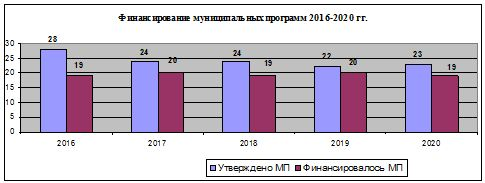 Финансирование муниципальных программ 2016-2020 гг.
30
25
20
15
10
5
0
28 19 24 20 24 19 22 20 23 19
2016 2017 2018 2019 2020
Утверждено МП Финансировалось МП